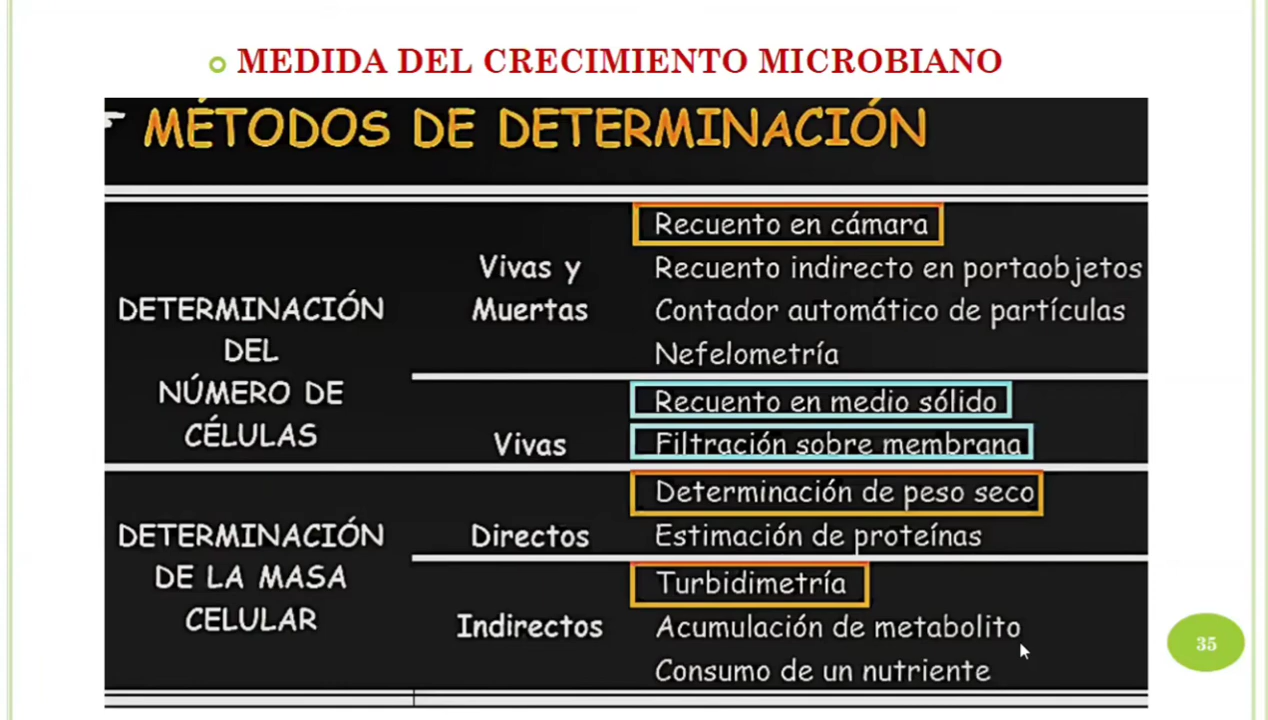 MEDIDA DEL CRECIMIENTO MICROBIANO
MÉTODOS DE DETERMINACIÓN
DETERMINACIÓN
DEL
NÚMERO DE
CÉLULAS
Vivas y
Muertas
Recuento en cámara
Recuento indirecto en portaobjetos
Contador automático de partículas
Nefelometría
Vivas
Recuento en medio sólido
Filtración sobre membrana
DETERMINACIÓN
DE LA MASA
CELULAR
Directos
Determinación de peso seco
Estimación de proteínas
Indirectos
Turbidimetría
Acumulación de metabolito
Consumo de un nutriente
35